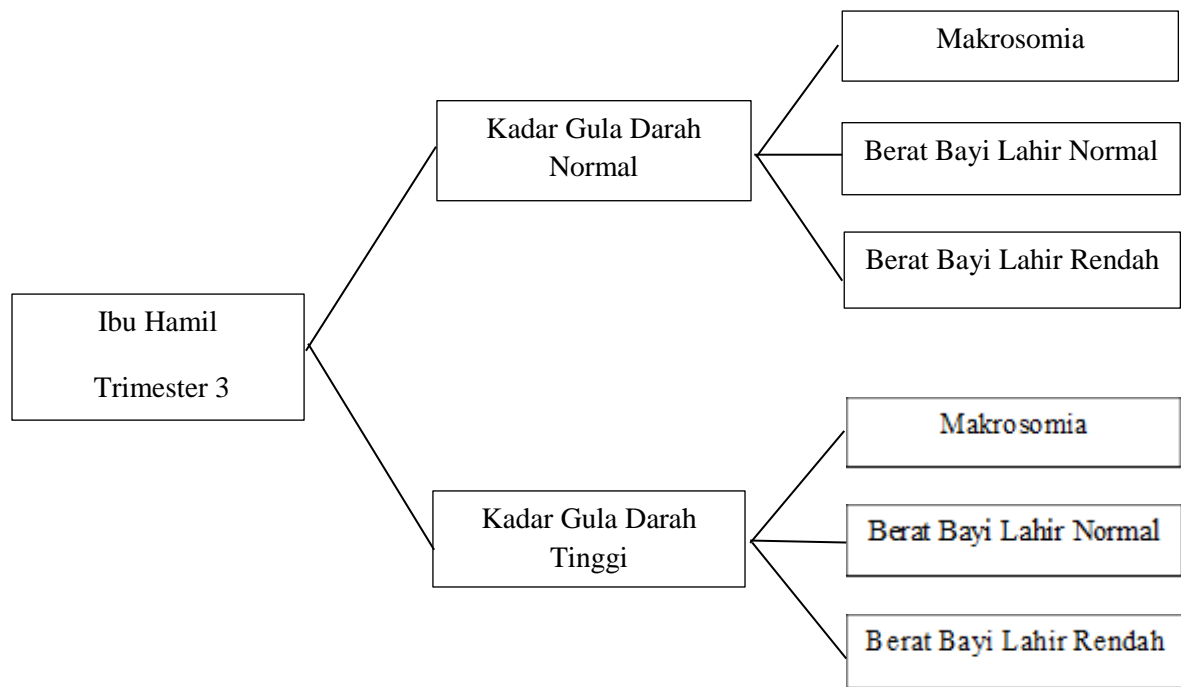 Makrosomia
Kadar Gula Darah
Normal
Berat Bayi Lahir Normal
Berat Bayi Lahir Rendah
Ibu Hamil
Trimester 3
Makrosomia
Kadar Gula Darah
Tinggi
Berat Bayi Lahir Normal
Berat Bayi Lahir Rendah